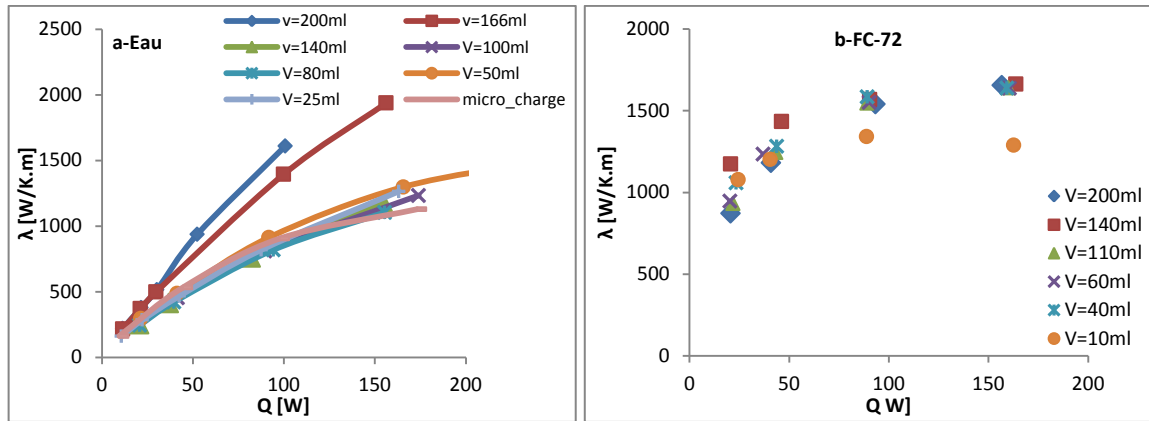 a-Eau
v=200ml
v=166ml
v=140ml
V=100ml
V=80ml
V=50ml
V=25ml
micro_charge
2500
2000
1500
1000
500
0
λ [W/K.m]
0 50 100 150 200
Q [W]
b-FC-72
2000
1500
1000
500
0
λ [W/K.m]
V=200ml
V=140ml
V=110ml
V=60ml
V=40ml
V=10ml
0 50 100 150 200
Q W]